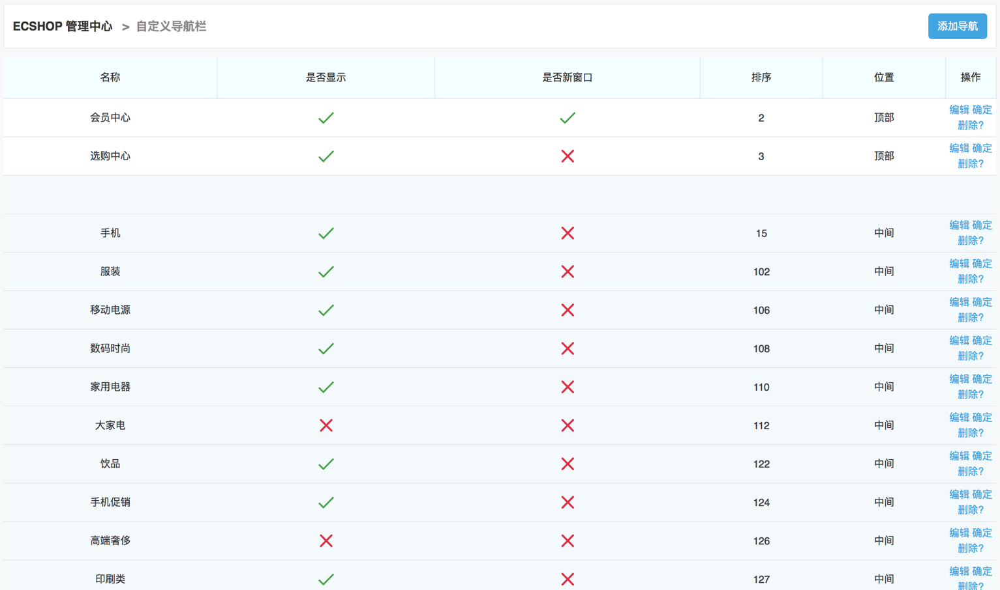 ECSHOP 管理中心 > 自定义导航栏
添加导航
名称 是否显示 是否新窗口 排序 位置 操作
会员中心 2 顶部 编辑 确定
删除?
选购中心 3 顶部 编辑 确定
删除?
手机 15 中间 编辑 确定
删除?
服装 102 中间 编辑 确定
删除?
移动电源 106 中间 编辑 确定
删除?
数码时尚 108 中间 编辑 确定
删除?
家用电器 110 中间 编辑 确定
删除?
大家电 112 中间 编辑 确定
删除?
饮品 122 中间 编辑 确定
删除?
手机促销 124 中间 编辑 确定
删除?
高端奢侈 126 中间 编辑 确定
删除?
印刷类 127 中间 编辑 确定
删除?